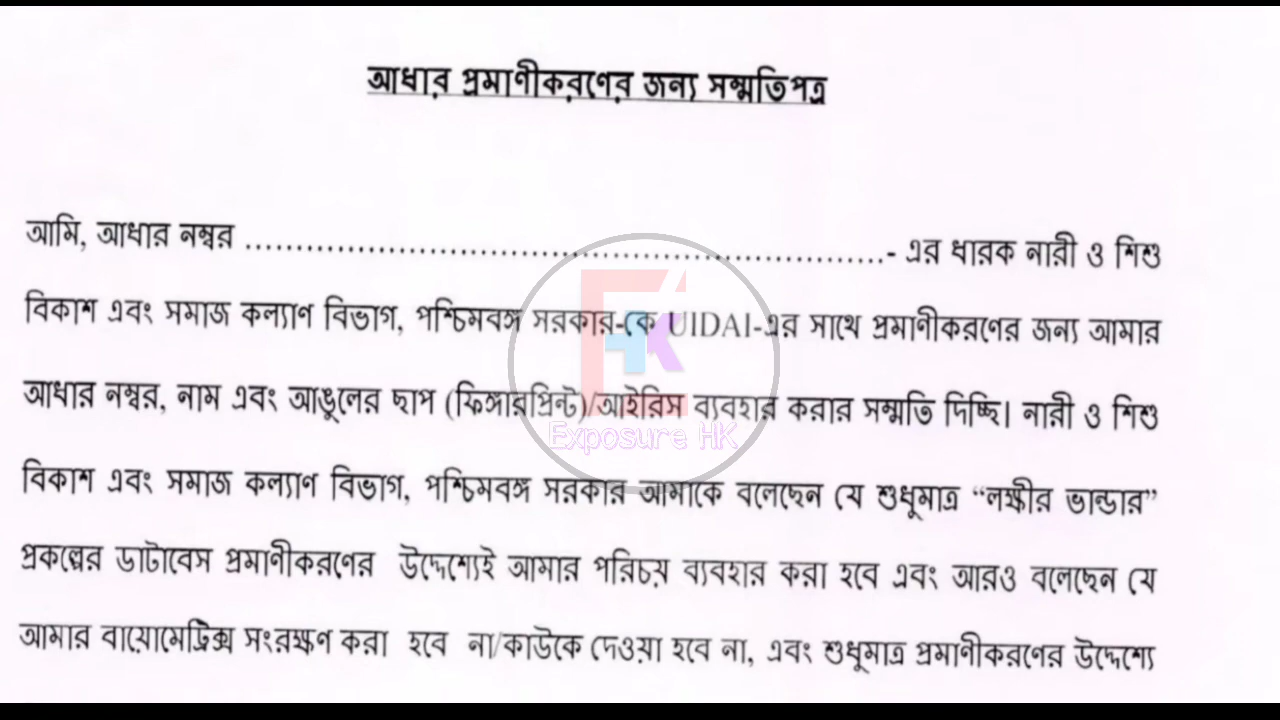 আধার প্রমাণীকরণের জন্য সম্মতিপত্র
আমি, আধার নম্বর ................................................................- এর ধারক নারী ও শিশু
বিকাশ এবং সমাজ কল্যাণ বিভাগ, পশ্চিমবঙ্গ সরকার-কে UIDAI-এর সাথে প্রমাণীকরণের জন্য আমার
আধার নম্বর, নাম এবং আঙুলের ছাপ (ফিঙ্গারপ্রিন্ট)/আইরিস ব্যবহার করার সম্মতি দিচ্ছি। নারী ও শিশু
Exposure HK
বিকাশ এবং সমাজ কল্যাণ বিভাগ, পশ্চিমবঙ্গ সরকার আমাকে বলেছেন যে শুধুমাত্র “লক্ষীর ভান্ডার”
প্রকল্পের ডাটাবেস প্রমাণীকরণের উদ্দেশ্যেই আমার পরিচয় ব্যবহার করা হবে এবং আরও বলেছেন যে
আমার বায়োমেট্রিক্স সংরক্ষণ করা হবে না/কাউকে দেওয়া হবে না, এবং শুধুমাত্র প্রমাণীকরণের উদ্দেশ্যে